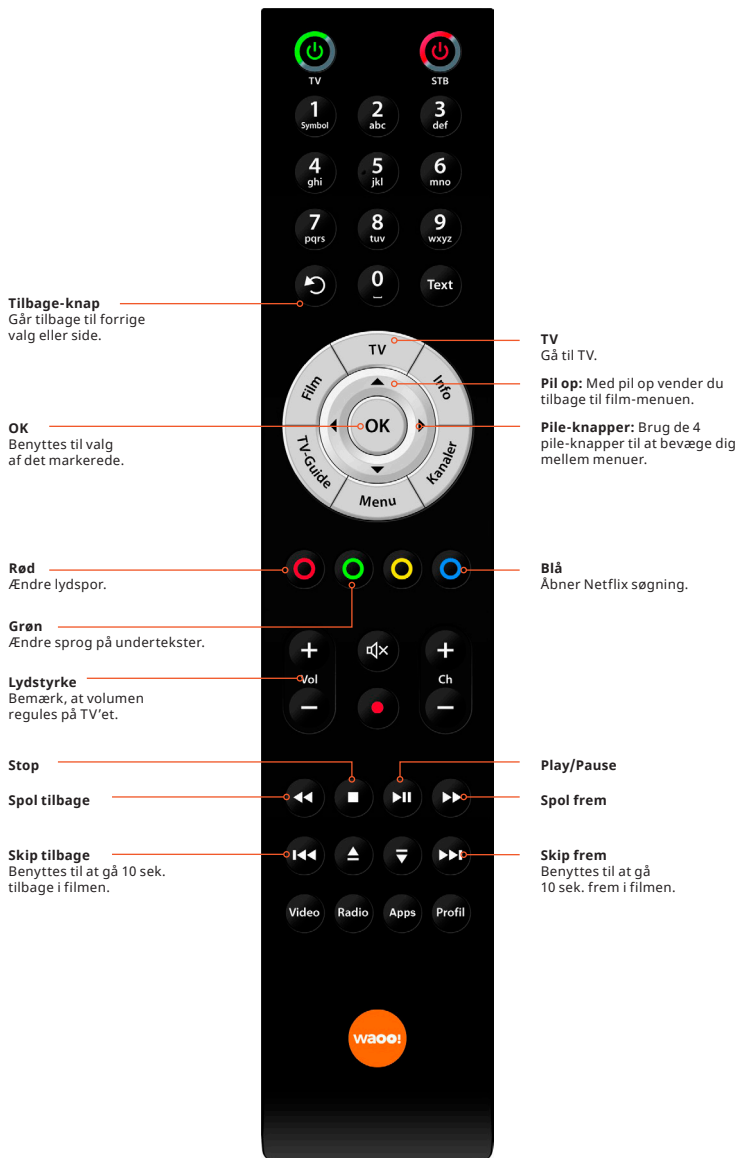 TV
STB
1
Symbol
2
abc
3
def
4
ghi
5
jkl
6
mno
7
pqrs
8
tuv
9
wxyz
0
Text
Tilbage-knap
Går tilbage til forrige
valg eller side.
TV
Film
Info
OK
TV-Guide
Kanaler
Menu
TV
Gå til TV.
Pil op: Med pil op vender du
tilbage til film-menuen.
OK
Benyttes til valg
af det markerede.
Pile-knapper: Brug de 4
pile-knapper til at bevæge dig
mellem menuer.
Rød
Ændre lydspor.
Blå
Åbner Netflix søgning.
Grøn
Ændre sprog på undertekster.
Lydstyrke
Bemærk, at volumen
regules på TV'et.
Vol
Ch
Stop
Play/Pause
Spol tilbage
Spol frem
Skip tilbage
Benyttes til at gå 10 sek.
tilbage i filmen.
Skip frem
Benyttes til at gå
10 sek. frem i filmen.
Video
Radio
Apps
Profil
waoo!